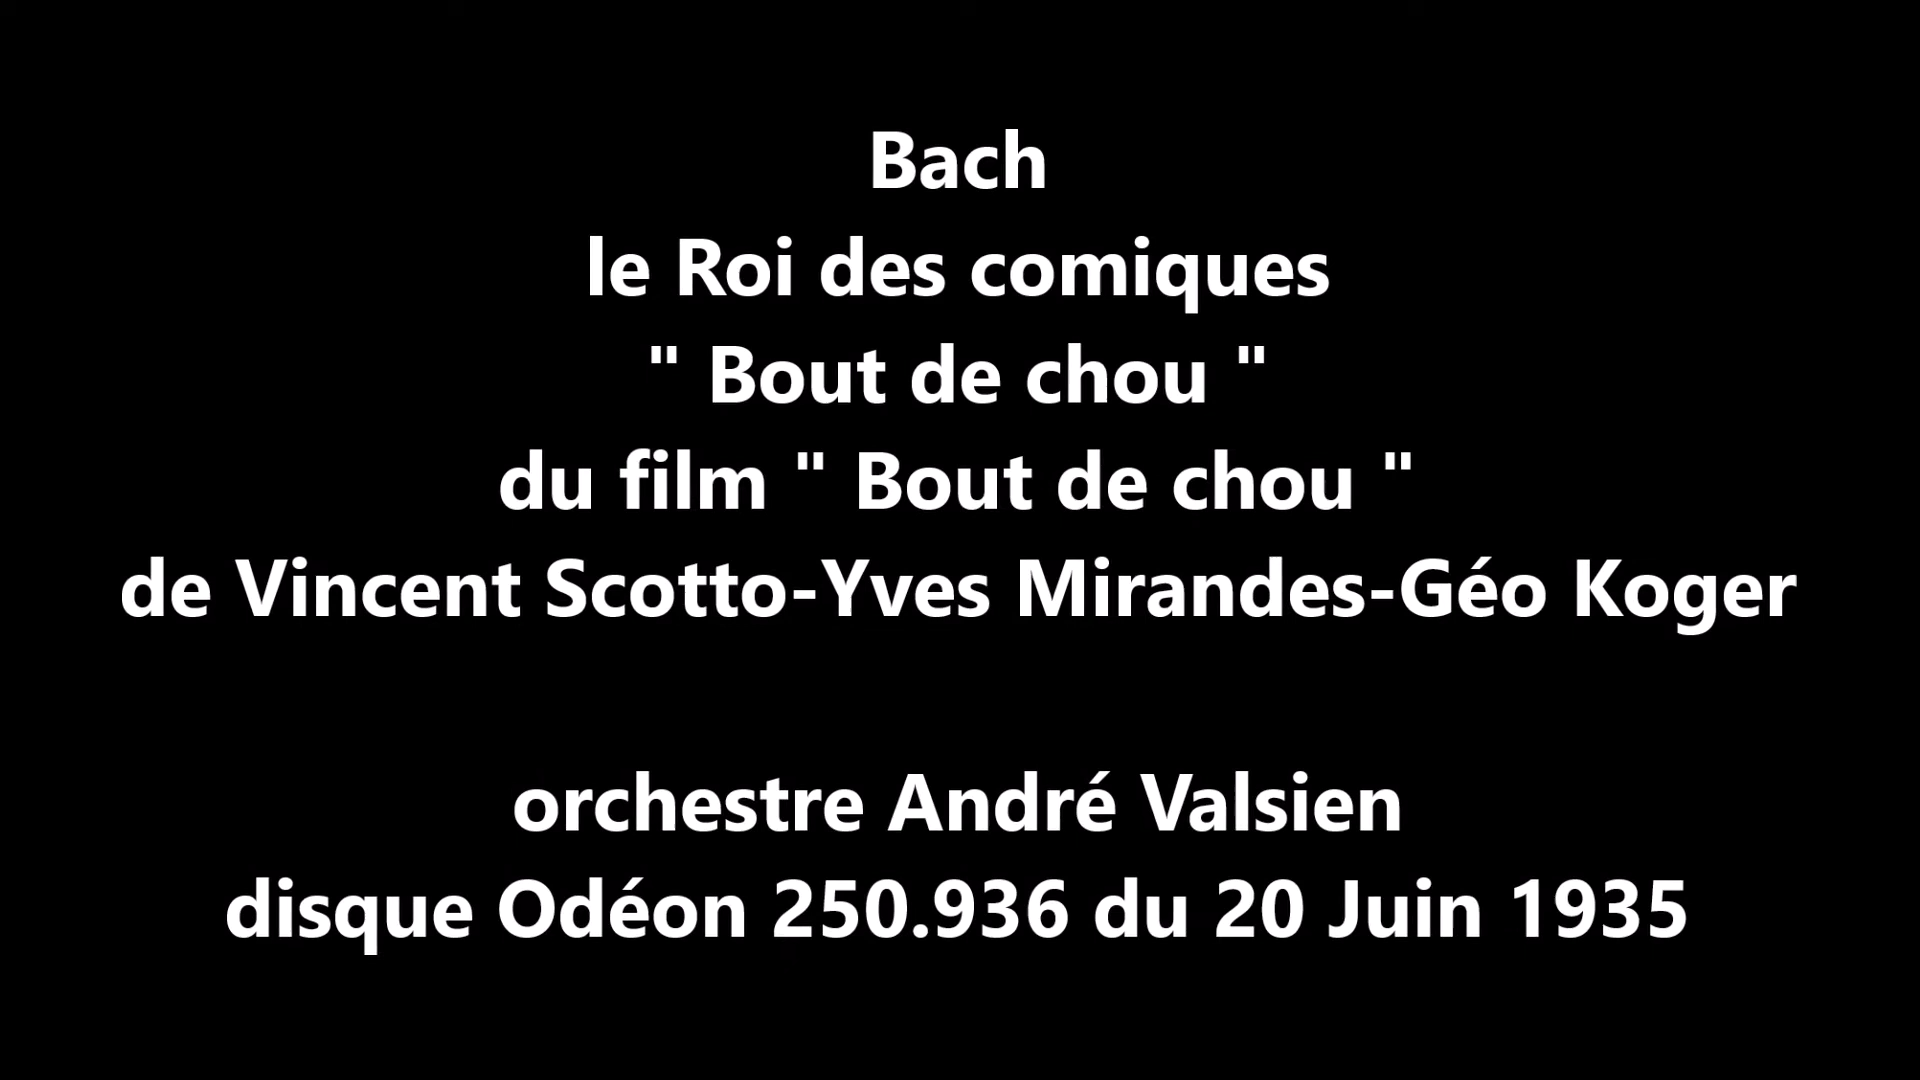 Bach
le Roi des comiques
" Bout de chou "
du film " Bout de chou "
de Vincent Scotto-Yves Mirandes-Géo Koger
orchestre André Valsien
disque Odéon 250.936 du 20 Juin 1935